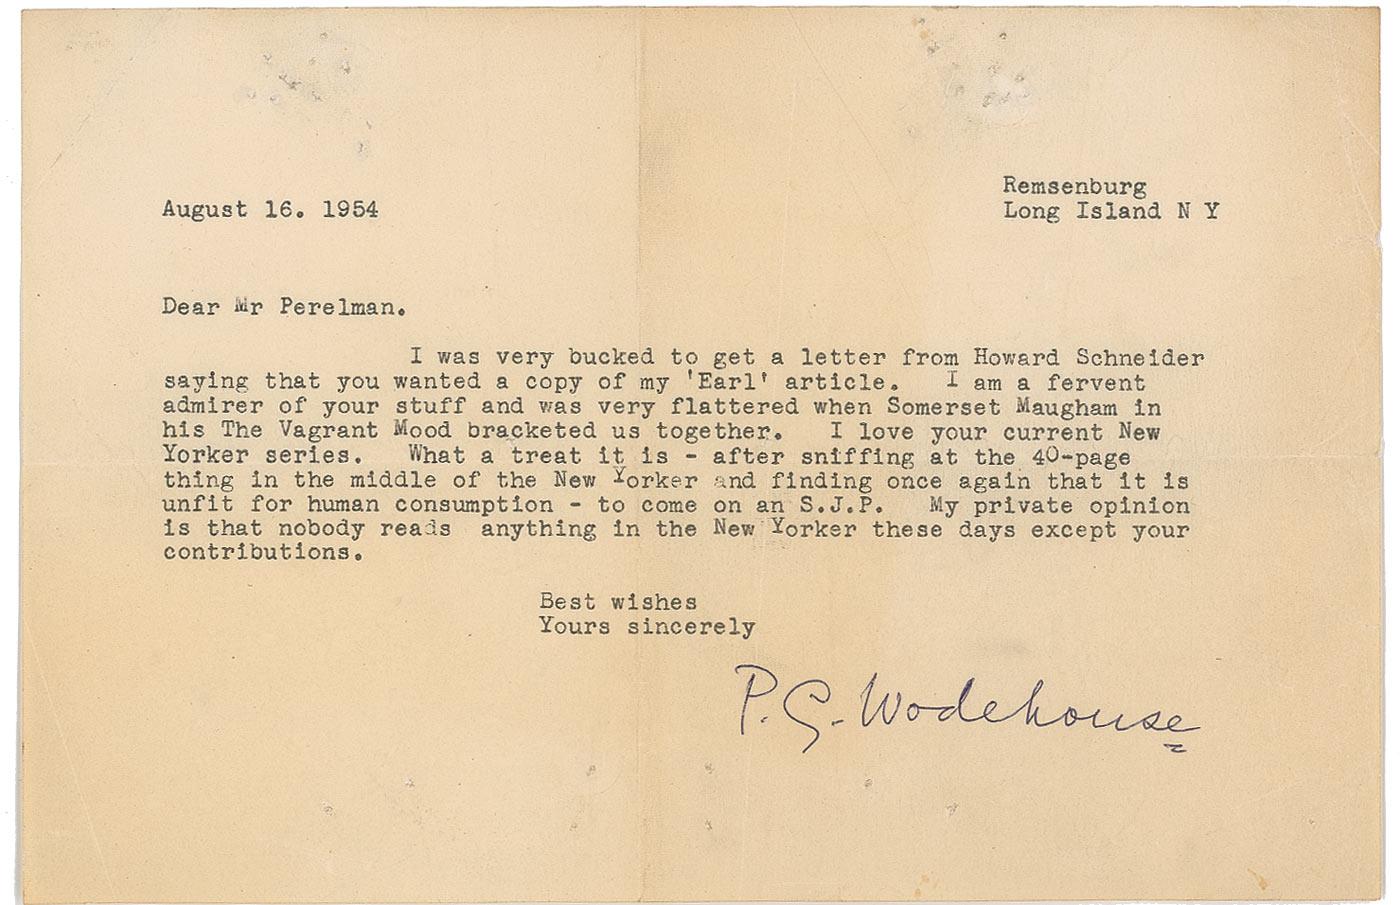 Remsenburg
August 16. 1954
Long Island N Y
Dear Mr Perelman.
I was very bucked to get a letter from Howard Schneider
saying that you wanted a copy of my 'Earl' article. I am a fervent
admirer of your stuff and was very flattered when Somerset Maugham in
his The Vagrant Mood bracketed us together. I love your current New
Yorker series. What a treat it is - after sniffing at the 40-page
thing in the middle of the New Yorker and finding once again that it is
unfit for human consumption - to come on an S.J.P. My private opinion
is that nobody reads anything in the New Yorker these days except your
contributions.
Best wishes
Yours sincerely
P. G. Wodehouse